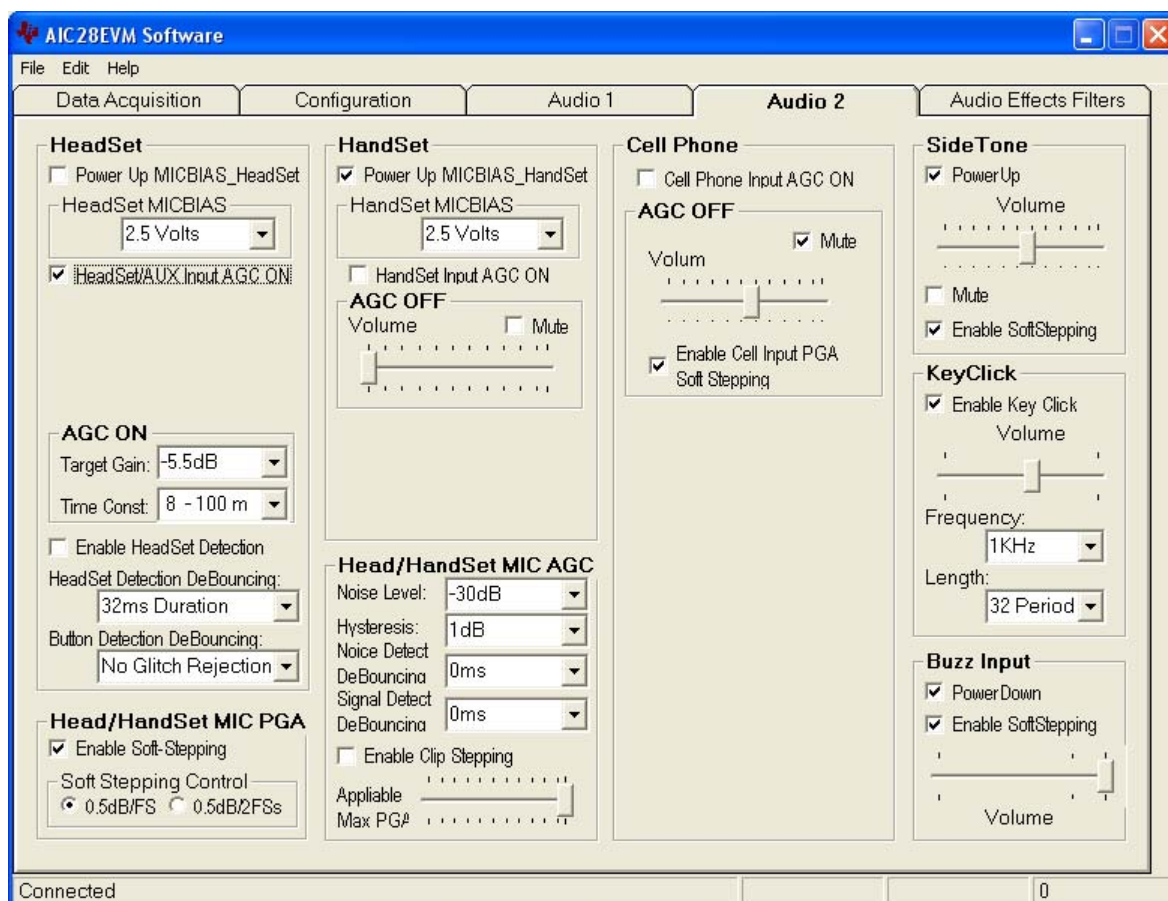 AIC28EVM Software
File Edit Help
Data Acquisition
Configuration
Audio 1
Audio 2
Audio Effects Filters
HeadSet
Power Up MICBIAS_HeadSet
HeadSet MICBIAS
2.5 Volts
HeadSet/AUX Input AGC ON
AGC ON
Target Gain: -5.5dB
Time Const: 8 - 100 m
Enable HeadSet Detection
HeadSet Detection DeBouncing:
32ms Duration
Button Detection DeBouncing:
No Glitch Rejection
Head/HandSet MIC PGA
Enable Soft-Stepping
Soft Stepping Control
0.5dB/FS 0.5dB/2FSs
HandSet
Power Up MICBIAS_HandSet
HandSet MICBIAS
2.5 Volts
HandSet Input AGC ON
AGC OFF
Volume Mute
Head/HandSet MIC AGC
Noise Level: -30dB
Hysteresis: 1dB
Noice Detect
DeBouncing 0ms
Signal Detect
DeBouncing 0ms
Enable Clip Stepping
Appliable
Max PGA
Cell Phone
Cell Phone Input AGC ON
AGC OFF
Mute
Volum
Enable Cell Input PGA
Soft Stepping
SideTone
PowerUp
Volume
Mute
Enable SoftStepping
KeyClick
Enable Key Click
Volume
Frequency:
1KHz
Length:
32 Period
Buzz Input
PowerDown
Enable SoftStepping
Volume
Connected
0